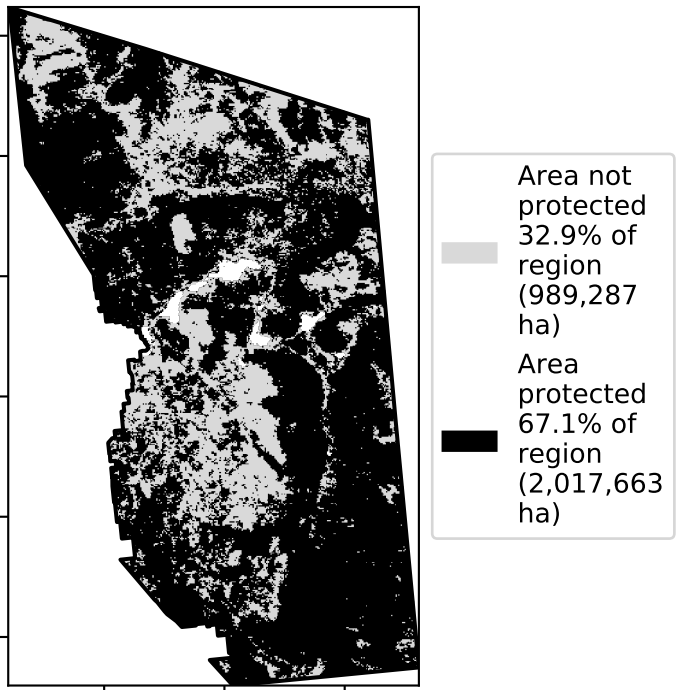 Area not
protected
32.9% of
region
(989,287
ha)
Area
protected
67.1% of
region
(2,017,663
ha)